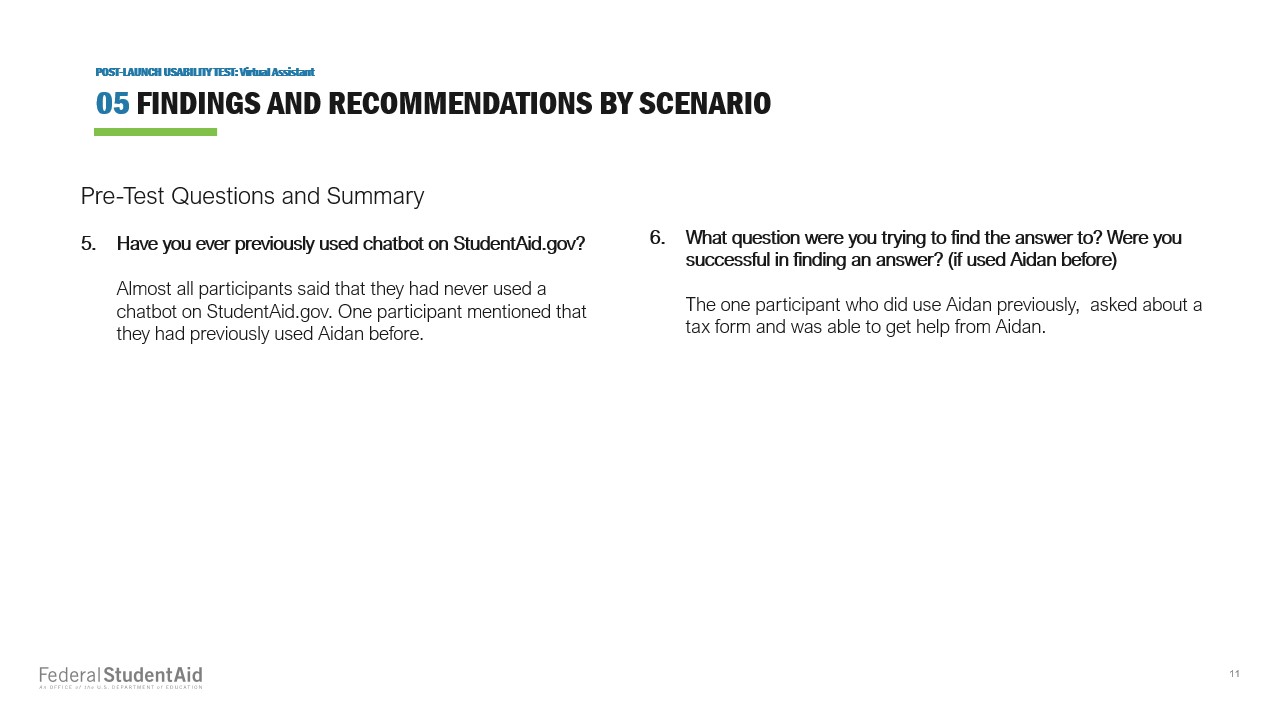 POST-LAUNCH USABILITY TEST: Virtual Assistant
05 FINDINGS AND RECOMMENDATIONS BY SCENARIO
Pre-Test Questions and Summary
5. Have you ever previously used chatbot on StudentAid.gov?
Almost all participants said that they had never used a
chatbot on StudentAid.gov. One participant mentioned that
they had previously used Aidan before.
6. What question were you trying to find the answer to? Were you
successful in finding an answer? (if used Aidan before)
The one participant who did use Aidan previously,  asked about a
tax form and was able to get help from Aidan.
Federal StudentAid
An OFFICE of the U.S. DEPARTMENT of EDUCATION
11